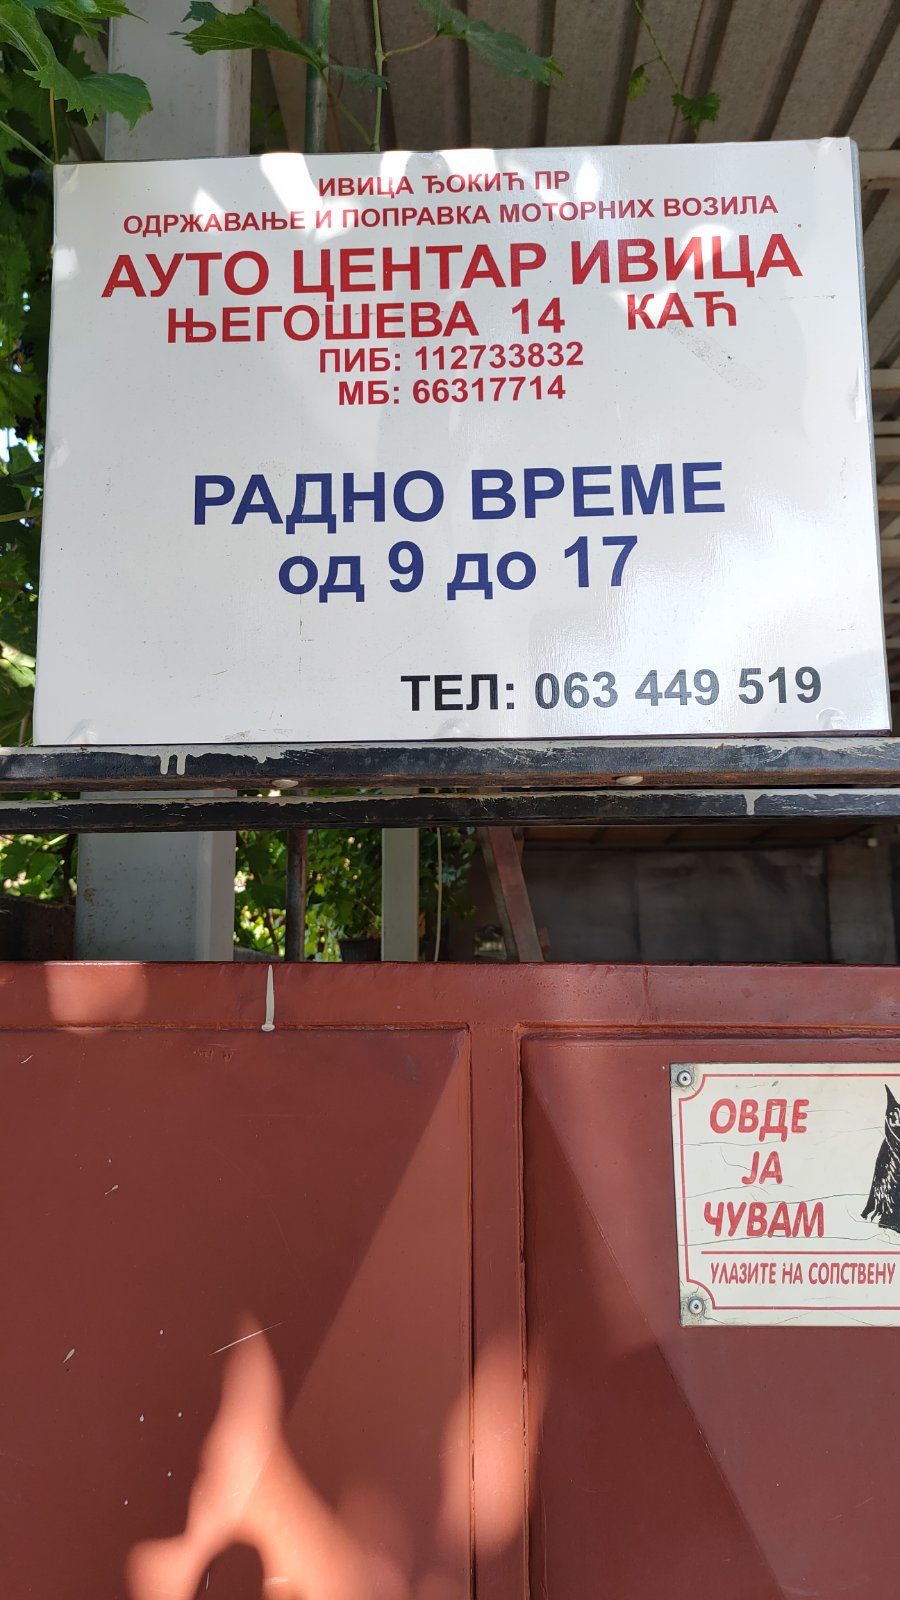 ИВИЦА ЂОКИЋ ПР
ОДРЖАВАЊЕ И ПОПРАВКА МОТОРНИХ ВОЗИЛА
АУТО ЦЕНТАР ИВИЦА
ЊЕГОШЕВА 14 КАЋ
ПИБ: 112733832
МБ: 66317714
РАДНО ВРЕМЕ
од 9 до 17
ТЕЛ: 063 449 519
ОВДЕ
ЈА
ЧУВАМ
УЛАЗИТЕ НА СОПСТВЕНУ